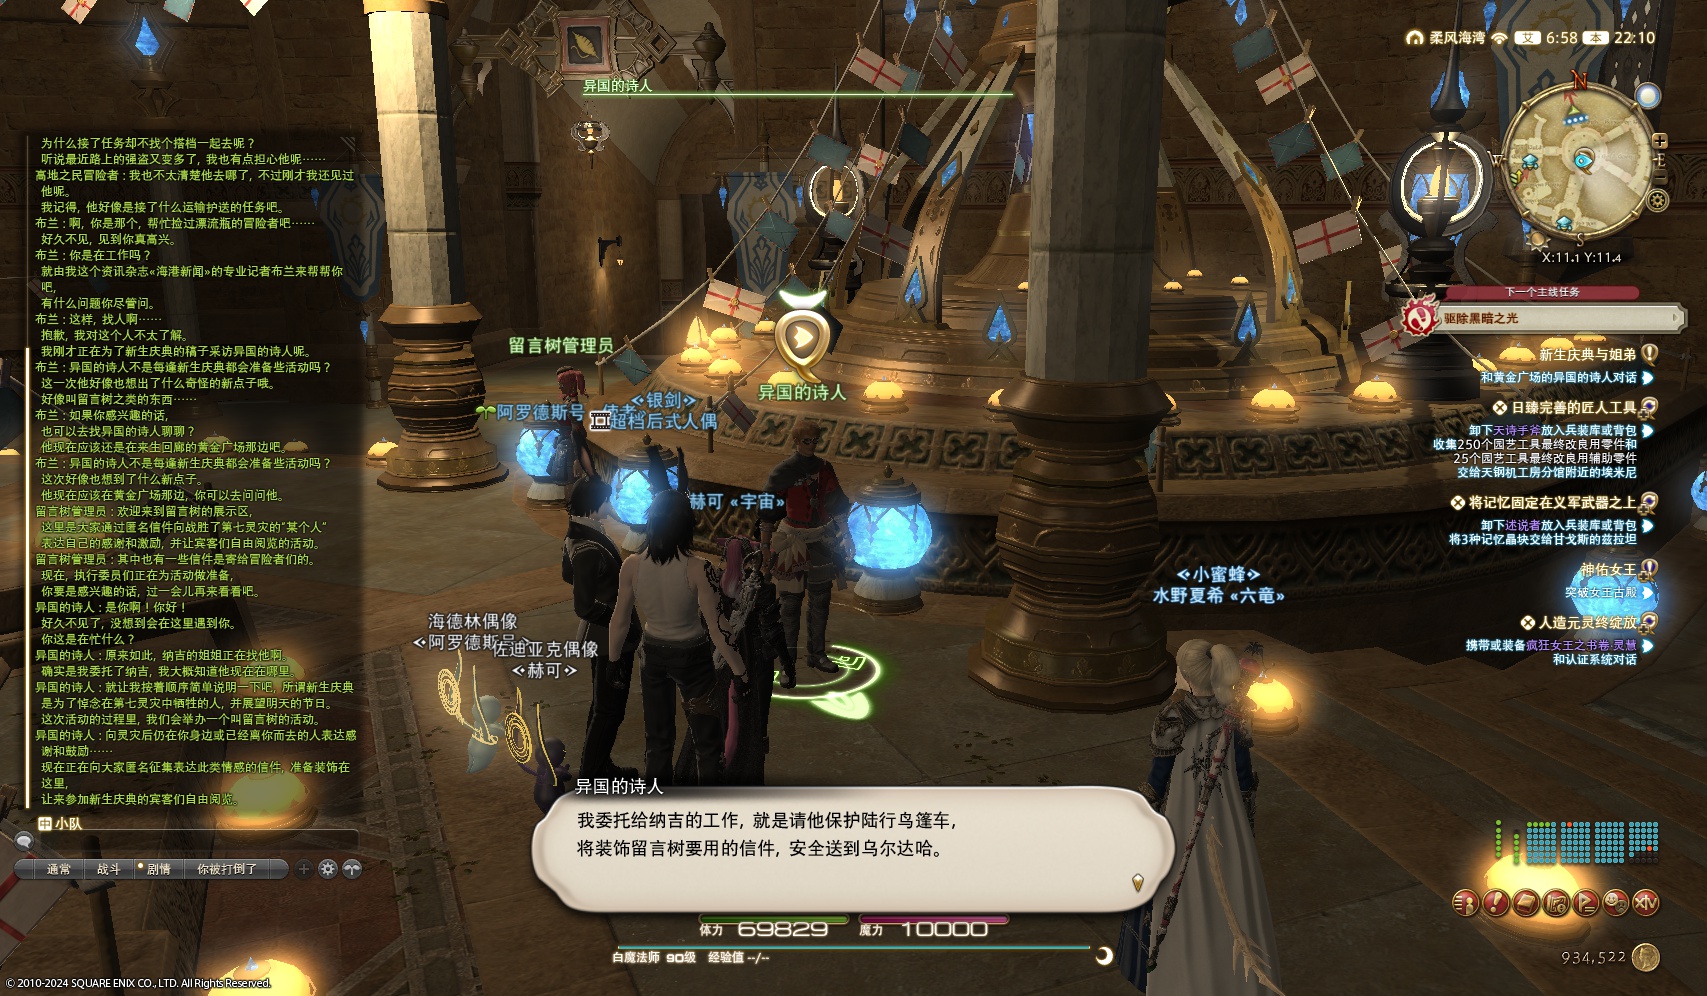 异国的诗人
柔风海湾 艾 6:58 本 22:10
N
W
E
S
X:11.1 Y:11.4
为什么接了任务却不找个搭档一起去呢？
听说最近路上的强盗又变多了，我也有点担心他呢……
高地之民冒险者：我也不太清楚他去哪了，不过刚才我还见过
他呢。
我记得，他好像是接了什么运输护送的任务吧。
布兰：啊，你是那个，帮忙捡过漂流瓶的冒险者吧……
好久不见，见到你真高兴。
布兰：你是在工作吗？
就由我这个资讯杂志«海港新闻»的专业记者布兰来帮帮你
吧，
有什么问题你尽管问。
布兰：这样，找人啊……
抱歉，我对这个人不太了解。
我刚才正在为了新生庆典的稿子采访异国的诗人呢。
布兰：异国的诗人不是每逢新生庆典都会准备些活动吗？
这一次他好像也想出了什么奇怪的新点子哦。
好像叫留言树之类的东西……
布兰：如果你感兴趣的话，
也可以去找异国的诗人聊聊？
他现在应该还是在来生回廊的黄金广场那边吧。
布兰：异国的诗人不是每逢新生庆典都会准备些活动吗？
这次好像也想到了什么新点子。
他现在应该在黄金广场那边，你可以去问问他。
留言树管理员：欢迎来到留言树的展示区，
这里是大家通过匿名信件向战胜了第七灵灾的“某个人”
表达自己的感谢和激励，并让宾客们自由阅览的活动。
留言树管理员：其中也有一些信件是寄给冒险者们的。
现在，执行委员们正在为活动做准备，
你要是感兴趣的话，过一会儿再来看看吧。
异国的诗人：是你啊！你好！
好久不见了，没想到会在这里遇到你。
你这是在忙什么？
异国的诗人：原来如此，纳吉的姐姐正在找他啊。
确实是我委托了纳吉，我大概知道他现在在哪里。
异国的诗人：就让我按着顺序简单说明一下吧，所谓新生庆典
是为了悼念在第七灵灾中牺牲的人，并展望明天的节日。
这次活动的过程里，我们会举办一个叫留言树的活动。
异国的诗人：向灵灾后仍在你身边或已经离你而去的人表达感
谢和鼓励……
现在正在向大家匿名征集表达此类情感的信件，准备装饰在
这里，
让来参加新生庆典的宾客们自由阅览。
小队
通常 战斗 剧情 你被打倒了
留言树管理员
异国的诗人
阿罗德斯号
«银剑»
超档后式人偶
赫可 «宇宙»
«小蜜蜂»
水野夏希 «六竜»
海德林偶像
佐迪亚克偶像
«赫可»
下一个主线任务
驱除黑暗之光
新生庆典与姐弟
和黄金广场的异国的诗人对话
日臻完善的匠人工具
卸下天诗手斧放入兵装库或背包
收集250个园艺工具最终改良用零件和
25个园艺工具最终改良用辅助零件
交给天钢机工房分馆附近的埃米尼
将记忆固定在义军武器之上
卸下述说者放入兵装库或背包
将3种记忆晶块交给甘戈斯的兹拉坦
神佑女王
突破女王古殿
人造元灵终绽放
携带或装备疯狂女王之书卷·灵慧
和认证系统对话
异国的诗人
我委托给纳吉的工作，就是请他保护陆行鸟篷车，
将装饰留言树要用的信件，安全送到乌尔达哈。
体力 69829 魔力 10000
白魔法师 90级 经验值 --/--
934,522
© 2010-2024 SQUARE ENIX CO., LTD. All Rights Reserved.